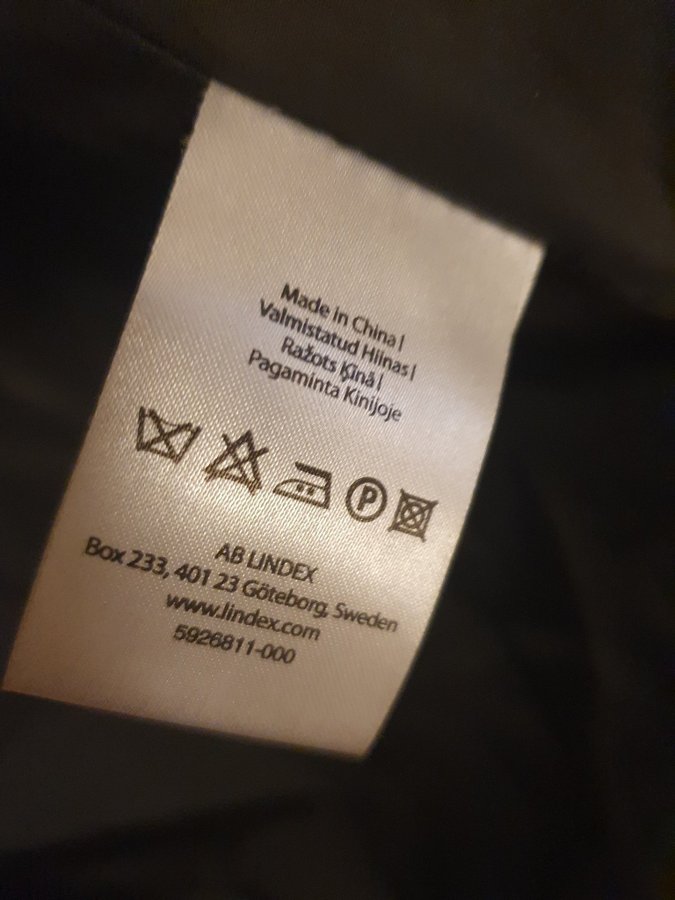 Made in China |
Valmistatud Hiinas |
Ražots Ķīnā |
Pagaminta Kinijoje
P
AB LINDEX
Box 233, 401 23 Göteborg, Sweden
www.lindex.com
5926811-000